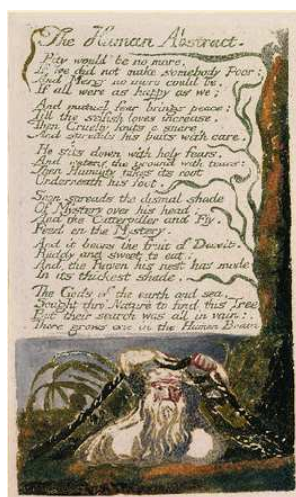 The Human Abstract.
Pity would be no more,
If we did not make somebody Poor:
And Mercy no more could be,
If all were as happy as we;
And mutual fear brings peace;
Till the selfish loves increase.
Then Cruelty knits a snare,
And spreads his baits with care.
He sits down with holy fears,
And waters the ground with tears:
Then Humility takes its root
Underneath his foot.
Soon spreads the dismal shade
Of Mystery over his head;
And the Catterpiller and Fly,
Feed on the Mystery.
And it bears the fruit of Deceit,
Ruddy and sweet to eat;
And the Raven his nest has made
In its thickest shade.
The Gods of the earth and sea,
Sought thro' Nature to find this Tree
But their search was all in vain:
There grows one in the Human Brain